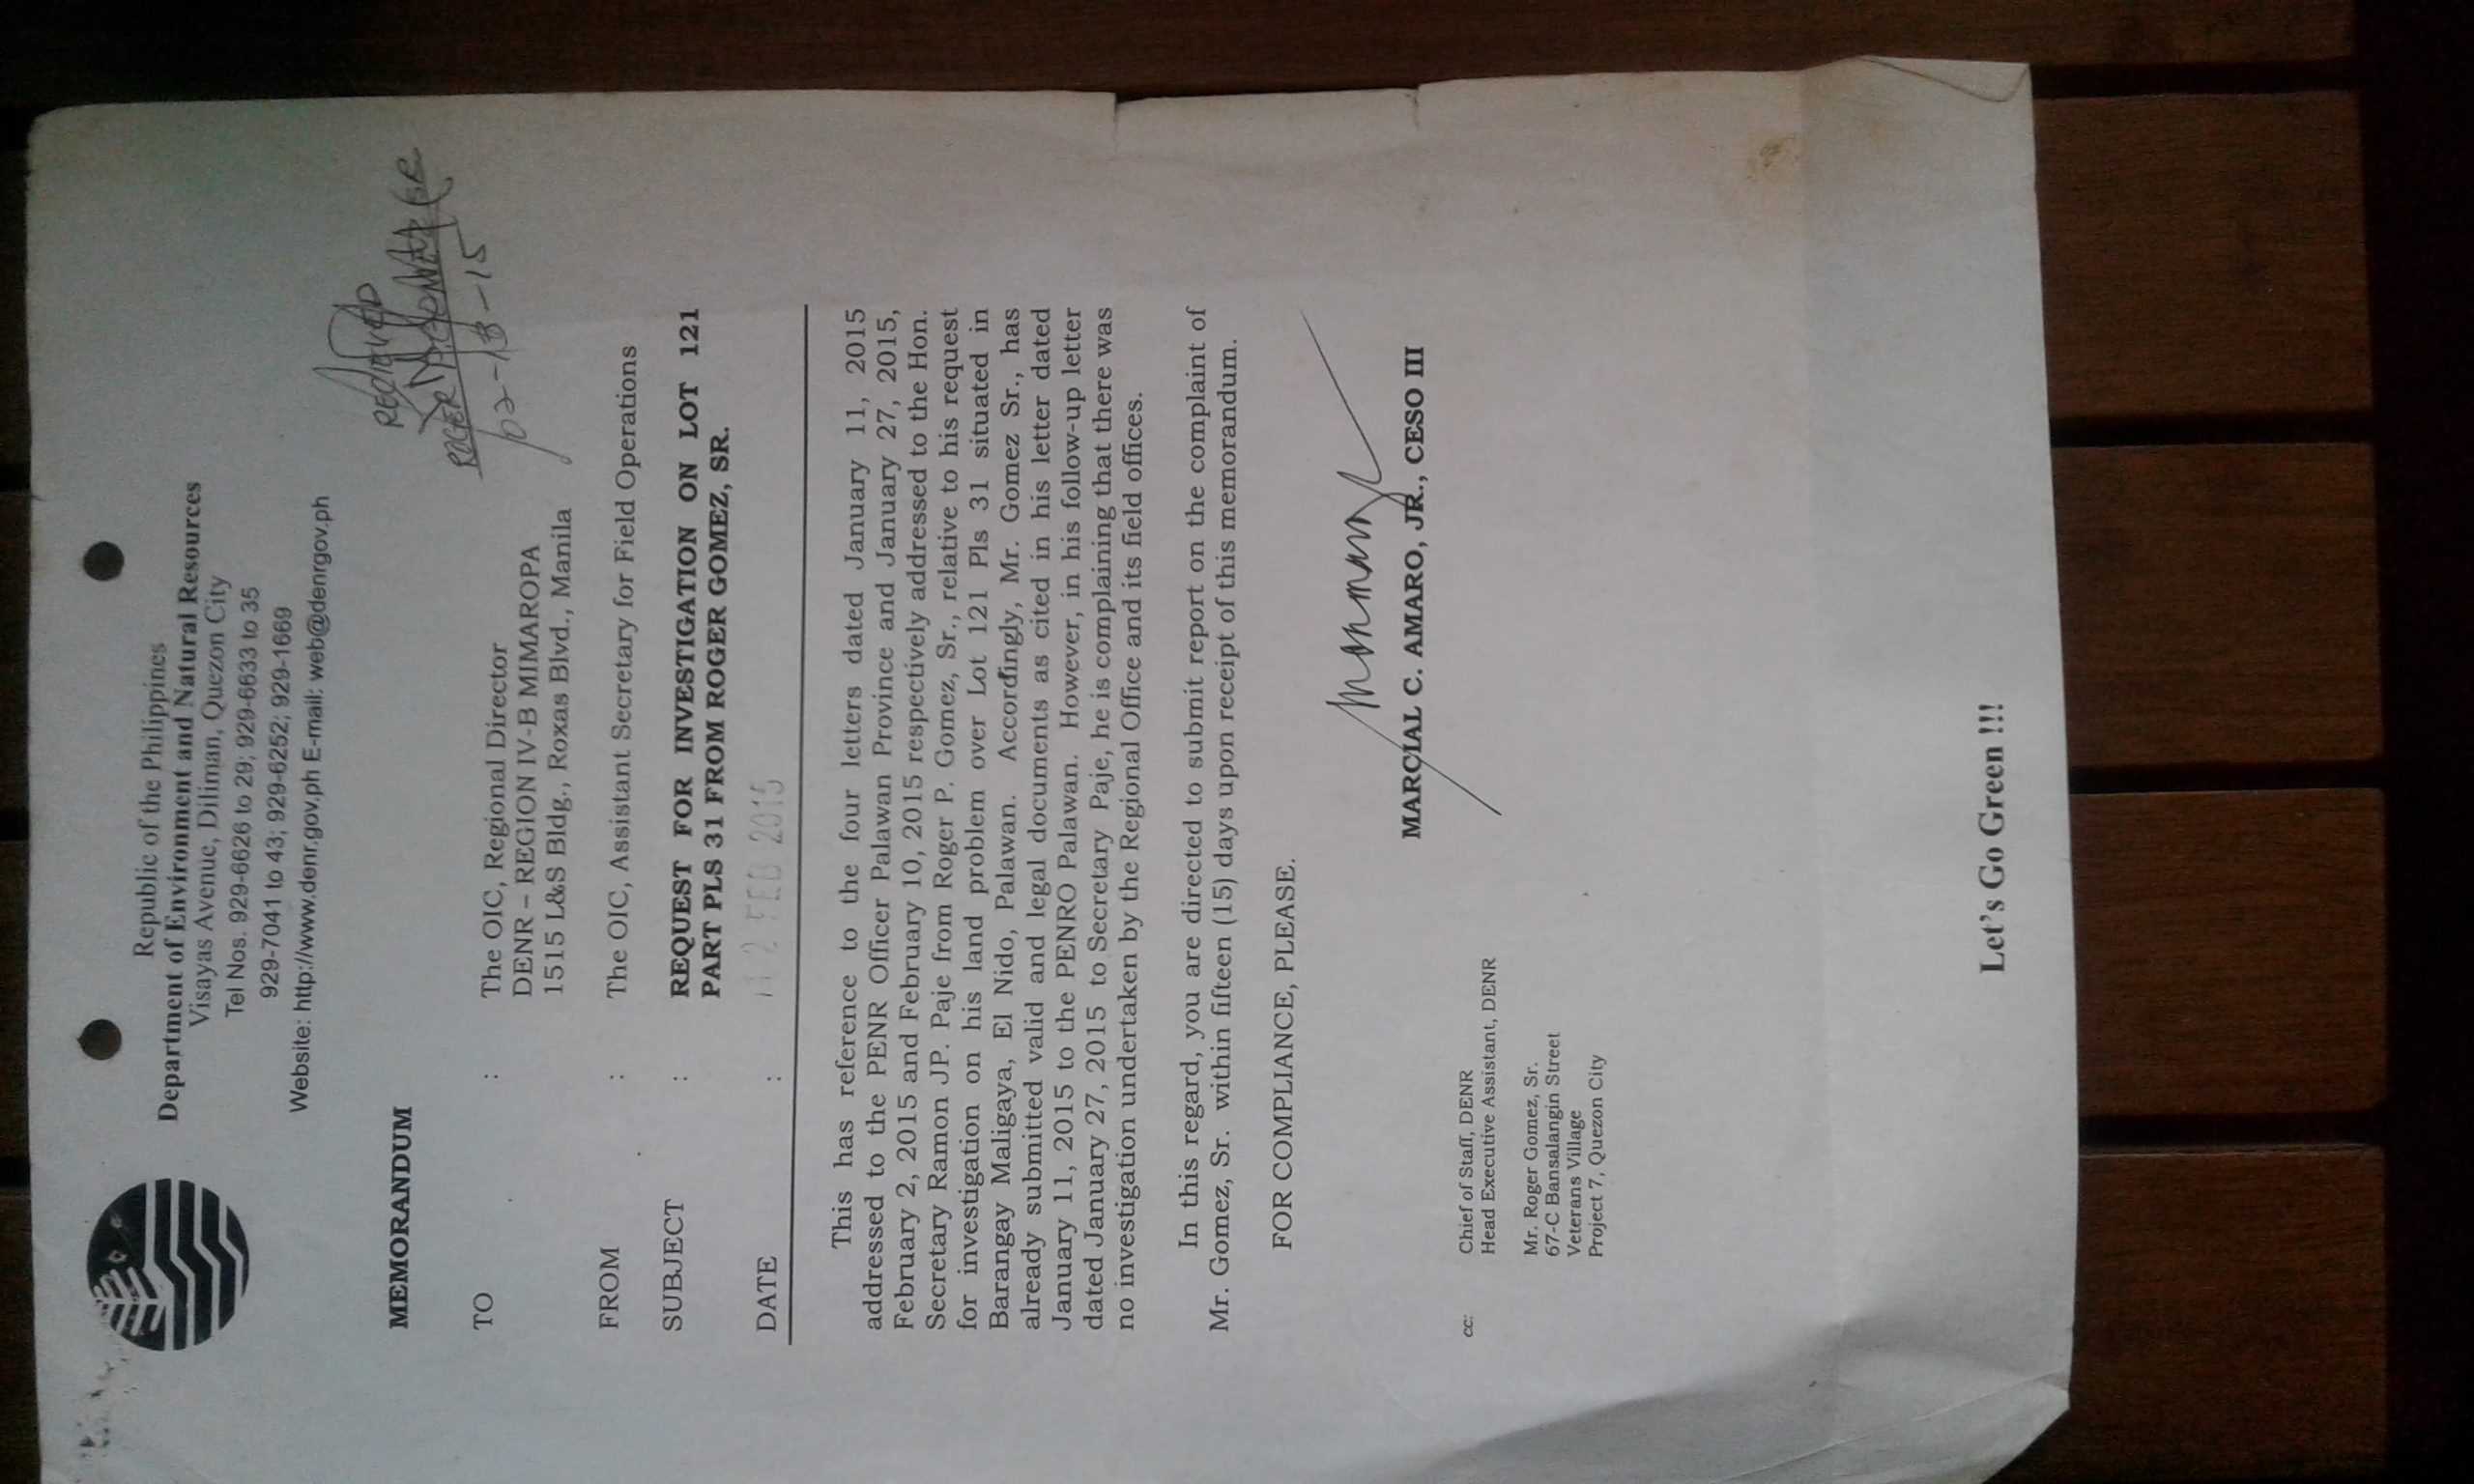 Republic of the Philippines
Department of Environment and Natural Resources
Visayas Avenue, Diliman, Quezon City
Tel Nos. 929-6626 to 29; 929-6633 to 35
929-7041 to 43; 929-6252; 929-1669
Website: http://www.denr.gov.ph E-mail: web@denrgov.ph
RECEIVED
ROGER
02-13-15
MEMORANDUM
TO : The OIC, Regional Director
DENR – REGION IV-B MIMAROPA
1515 L&S Bldg., Roxas Blvd., Manila
FROM : The OIC, Assistant Secretary for Field Operations
SUBJECT : REQUEST FOR INVESTIGATION ON LOT 121
PART PLS 31 FROM ROGER GOMEZ, SR.
DATE : 12 FEB 2015
This has reference to the four letters dated January 11, 2015
addressed to the PENR Officer Palawan Province and January 27, 2015,
February 2, 2015 and February 10, 2015 respectively addressed to the Hon.
Secretary Ramon JP. Paje from Roger P. Gomez, Sr., relative to his request
for investigation on his land problem over Lot 121 Pls 31 situated in
Barangay Maligaya, El Nido, Palawan. Accordingly, Mr. Gomez Sr., has
already submitted valid and legal documents as cited in his letter dated
January 11, 2015 to the PENRO Palawan. However, in his follow-up letter
dated January 27, 2015 to Secretary Paje, he is complaining that there was
no investigation undertaken by the Regional Office and its field offices.
In this regard, you are directed to submit report on the complaint of
Mr. Gomez, Sr. within fifteen (15) days upon receipt of this memorandum.
FOR COMPLIANCE, PLEASE.
MARCIAL C. AMARO, JR., CESO III
cc: Chief of Staff, DENR
Head Executive Assistant, DENR
Mr. Roger Gomez, Sr.
67-C Bansalangin Street
Veterans Village
Project 7, Quezon City
Let's Go Green !!!